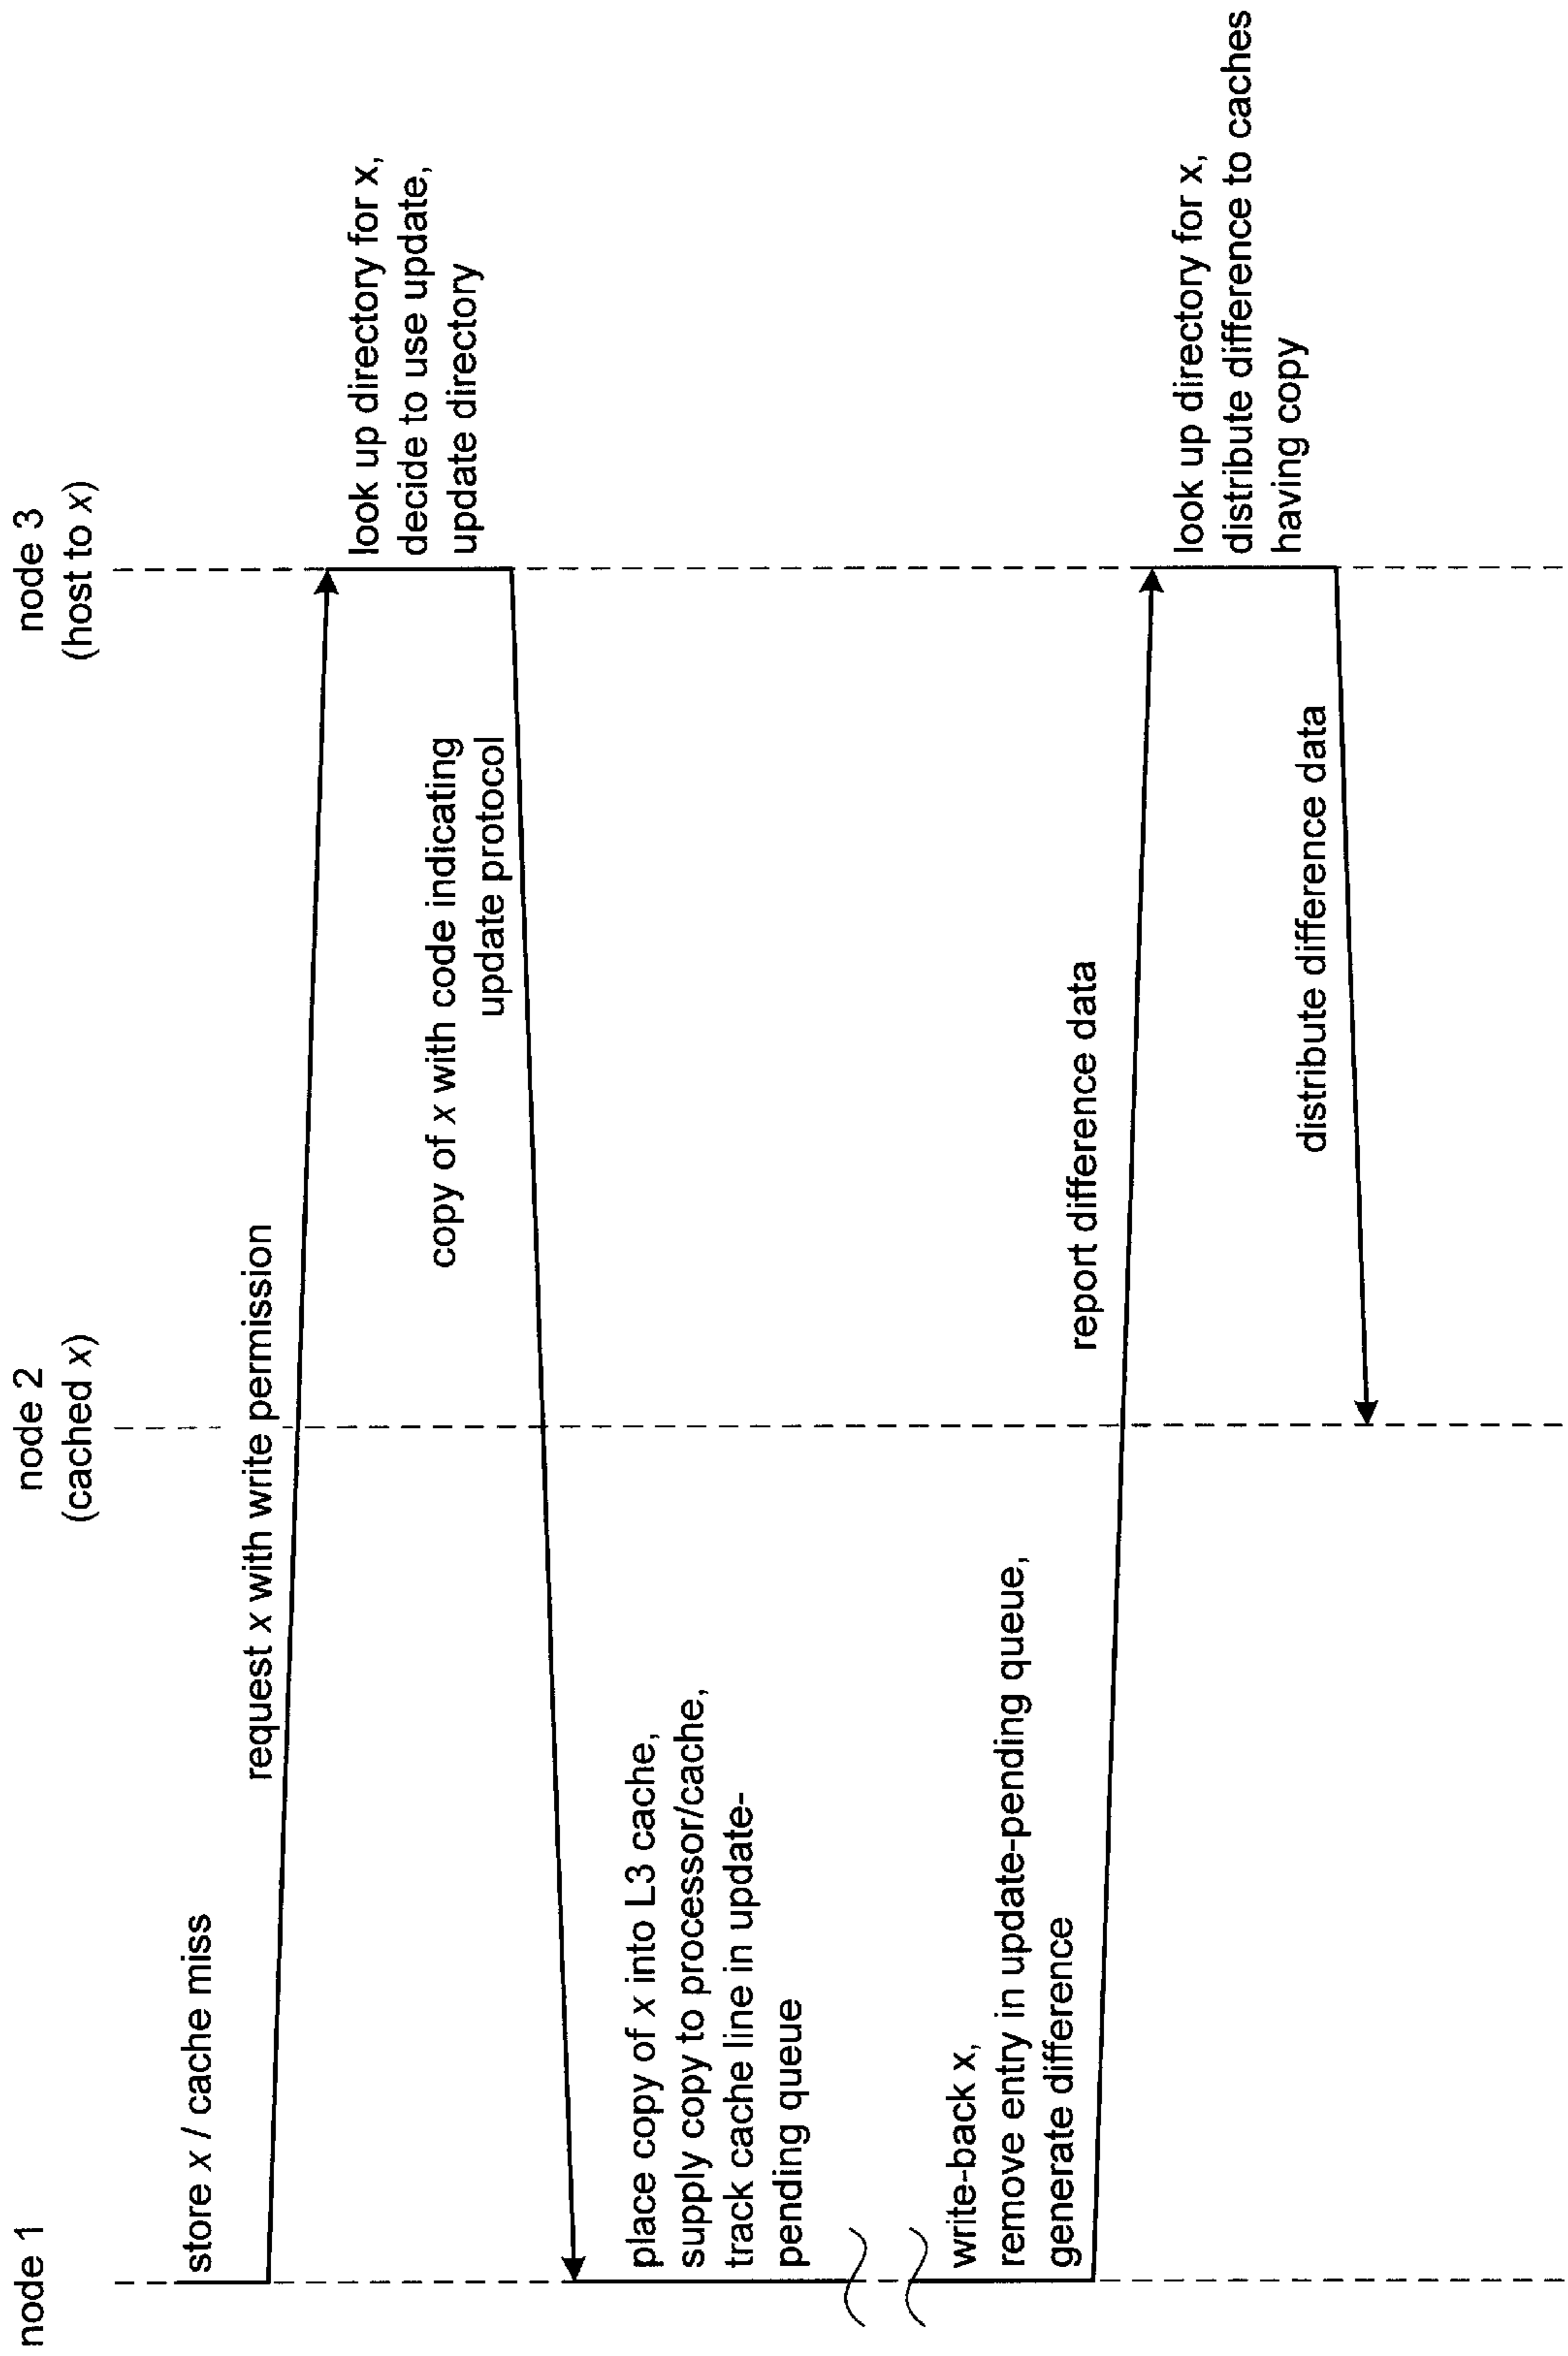 node 1
node 2
(cached x)
node 3
(host to x)
store x / cache miss
request x with write permission
look up directory for x,
decide to use update,
update directory
copy of x with code indicating
update protocol
place copy of x into L3 cache,
supply copy to processor/cache,
track cache line in update-
pending queue
write-back x,
remove entry in update-pending queue,
generate difference
report difference data
look up directory for x,
distribute difference to caches
having copy
distribute difference data